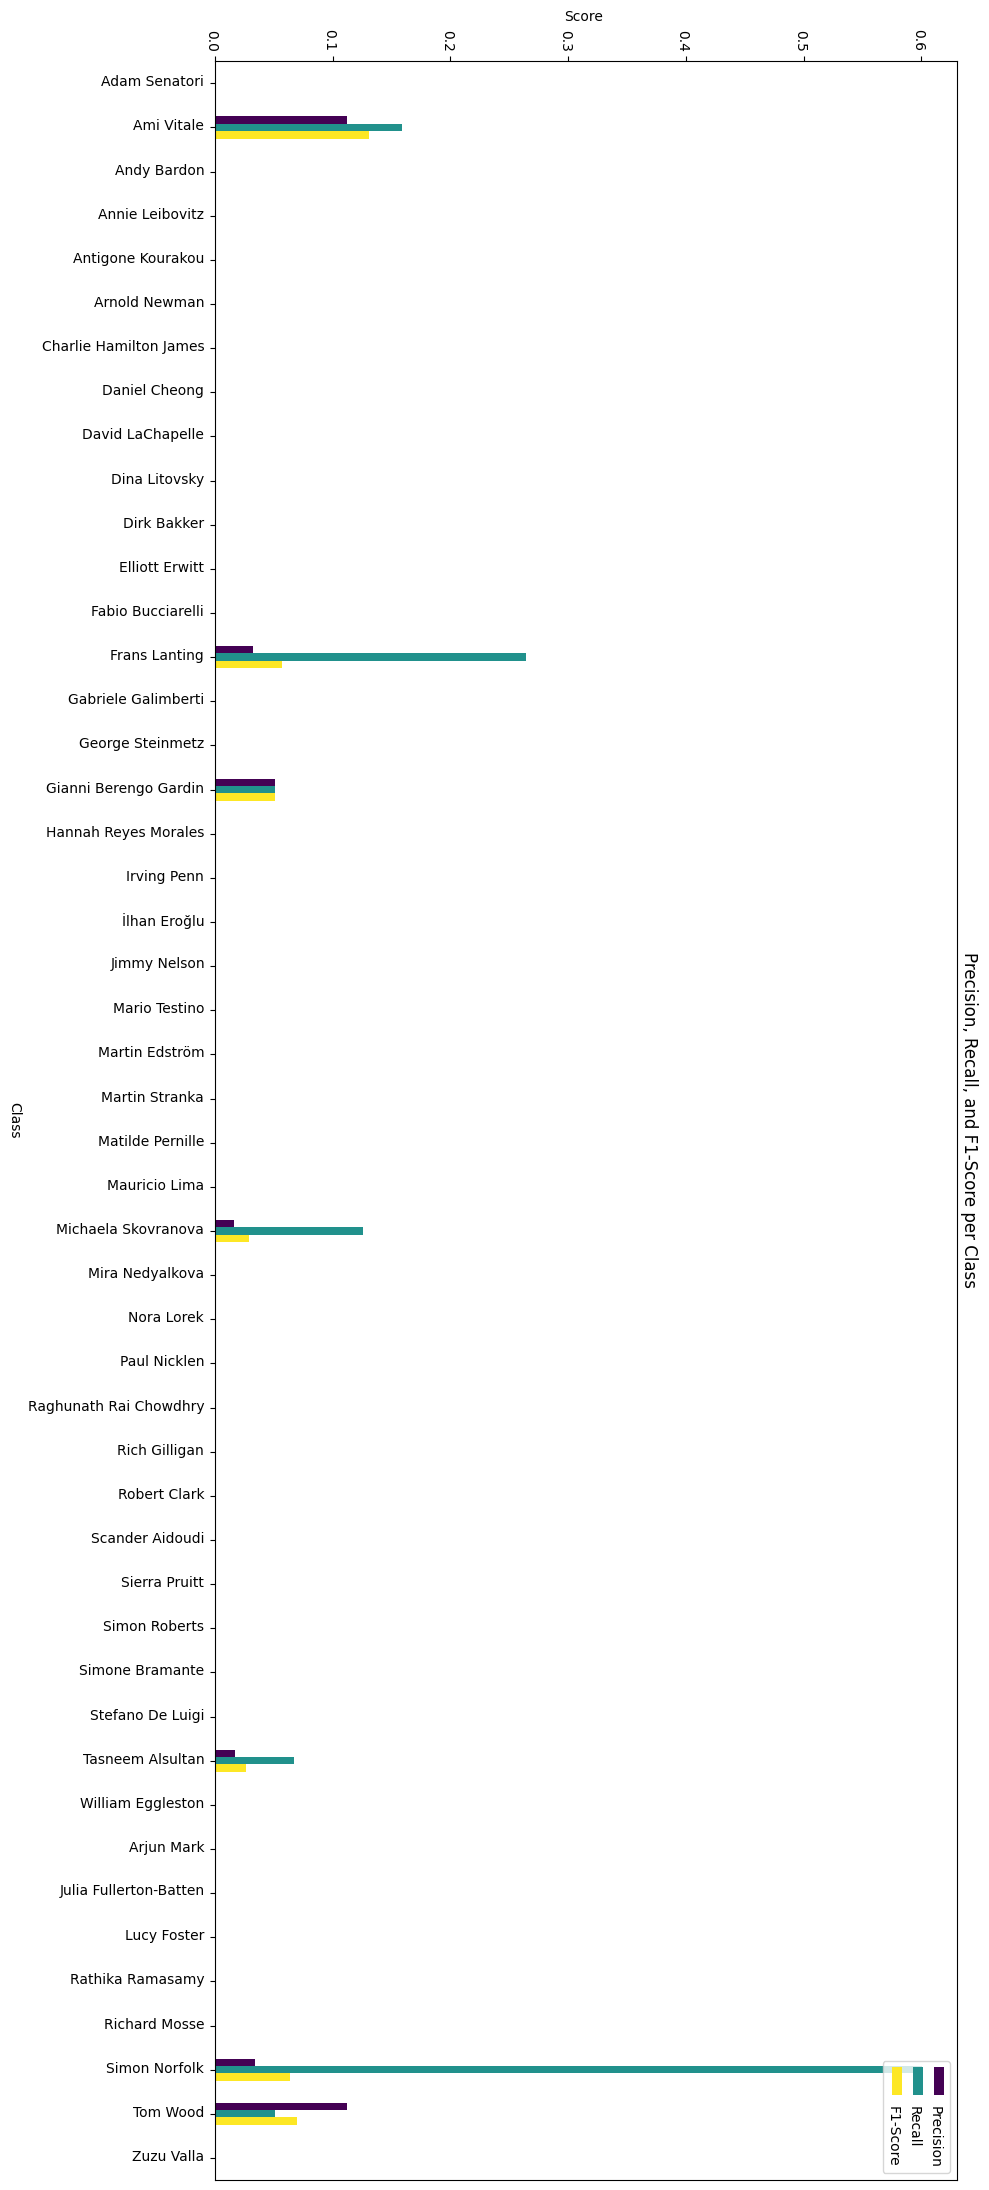 Precision, Recall, and F1-Score per Class
Score
0.0
0.1
0.2
0.3
0.4
0.5
0.6
Adam Senatori
Ami Vitale
Andy Bardon
Annie Leibovitz
Antigone Kourakou
Arnold Newman
Charlie Hamilton James
Daniel Cheong
David LaChapelle
Dina Litovsky
Dirk Bakker
Elliott Erwitt
Fabio Bucciarelli
Frans Lanting
Gabriele Galimberti
George Steinmetz
Gianni Berengo Gardin
Hannah Reyes Morales
Irving Penn
İlhan Eroğlu
Jimmy Nelson
Mario Testino
Martin Edström
Martin Stranka
Matilde Pernille
Mauricio Lima
Michaela Skovranova
Mira Nedyalkova
Nora Lorek
Paul Nicklen
Raghunath Rai Chowdhry
Rich Gilligan
Robert Clark
Scander Aidoudi
Sierra Pruitt
Simon Roberts
Simone Bramante
Stefano De Luigi
Tasneem Alsultan
William Eggleston
Arjun Mark
Julia Fullerton-Batten
Lucy Foster
Rathika Ramasamy
Richard Mosse
Simon Norfolk
Tom Wood
Zuzu Valla
Class
Precision
Recall
F1-Score